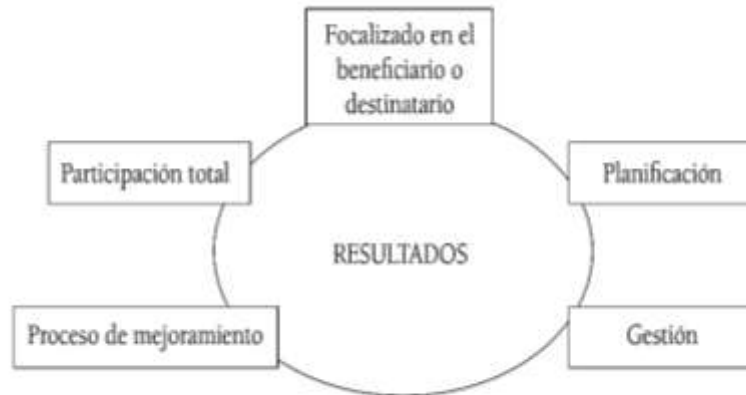 Focalizado en el
beneficiario o
destinatario
Participación total
Planificación
RESULTADOS
Proceso de mejoramiento
Gestión